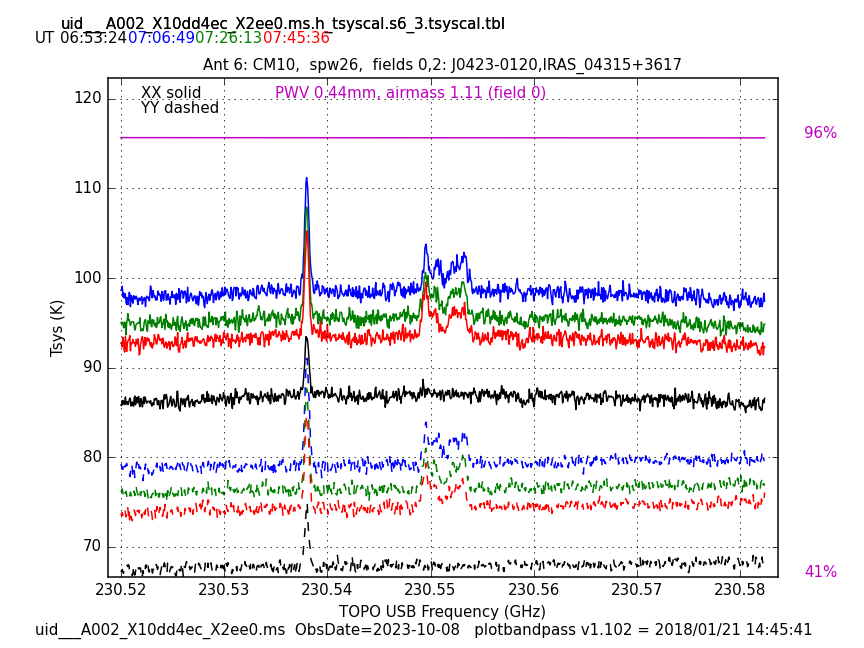 uid___A002_X10dd4ec_X2ee0.ms.h_tsyscal.s6_3.tsyscal.tbl
UT 06:53:24 07:06:49 07:26:13 07:45:36
Ant 6: CM10, spw26, fields 0,2: J0423-0120,IRAS_04315+3617
XX solid
PWV 0.44mm, airmass 1.11 (field 0)
YY dashed
120
96%
110
100
90
80
70
Tsys (K)
41%
230.52 230.53 230.54 230.55 230.56 230.57 230.58
TOPO USB Frequency (GHz)
uid___A002_X10dd4ec_X2ee0.ms ObsDate=2023-10-08 plotbandpass v1.102 = 2018/01/21 14:45:41